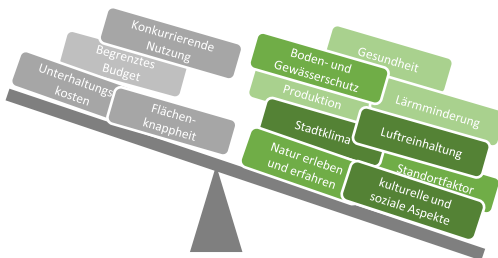 Konkurrierende
Nutzung
Begrenztes
Budget
Unterhaltungs
kosten
Flächen-
knappheit
Gesundheit
Boden- und
Gewässerschutz
Produktion
Lärmminderung
Stadtklima
Luftreinhaltung
Natur erleben
und erfahren
Standortfaktor
kulturelle und
soziale Aspekte